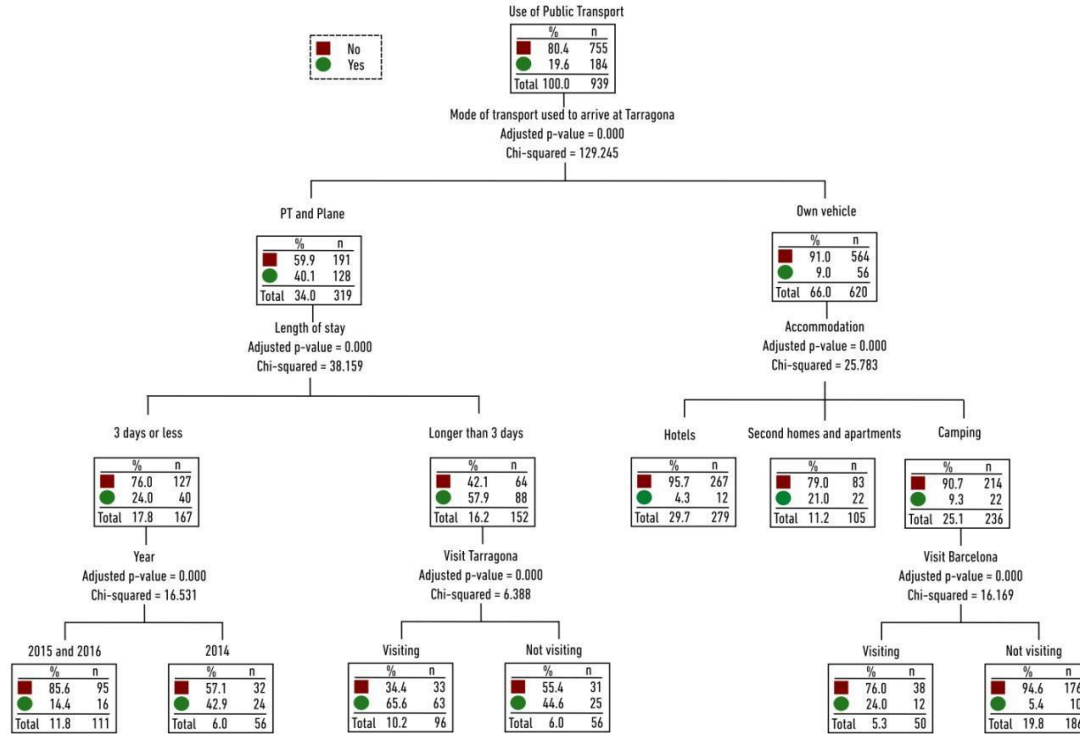 Use of Public Transport
% n
No 80.4 755
Yes 19.6 184
Total 100.0 939
Mode of transport used to arrive at Tarragona
Adjusted p-value = 0.000
Chi-squared = 129.245
PT and Plane
% n
59.9 191
40.1 128
Total 34.0 319
Length of stay
Adjusted p-value = 0.000
Chi-squared = 38.159
Own vehicle
% n
91.0 564
9.0 56
Total 66.0 620
Accommodation
Adjusted p-value = 0.000
Chi-squared = 25.783
3 days or less
% n
76.0 127
24.0 40
Total 17.8 167
Year
Adjusted p-value = 0.000
Chi-squared = 16.531
Longer than 3 days
% n
42.1 64
57.9 88
Total 16.2 152
Visit Tarragona
Adjusted p-value = 0.000
Chi-squared = 6.388
Hotels
% n
95.7 267
4.3 12
Total 29.7 279
Second homes and apartments
% n
79.0 83
21.0 22
Total 11.2 105
Camping
% n
90.7 214
9.3 22
Total 25.1 236
Visit Barcelona
Adjusted p-value = 0.000
Chi-squared = 16.169
2015 and 2016
% n
85.6 95
14.4 16
Total 11.8 111
2014
% n
57.1 32
42.9 24
Total 6.0 56
Visiting
% n
34.4 33
65.6 63
Total 10.2 96
Not visiting
% n
55.4 31
44.6 25
Total 6.0 56
Visiting
% n
76.0 38
24.0 12
Total 5.3 50
Not visiting
% n
94.6 176
5.4 10
Total 19.8 186